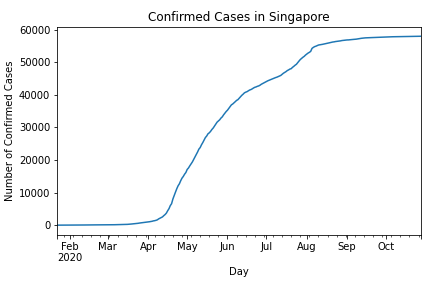 Confirmed Cases in Singapore
Number of Confirmed Cases
60000
50000
40000
30000
20000
10000
0
Feb Mar Apr May Jun Jul Aug Sep Oct
2020
Day